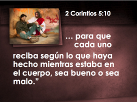 2 Corintios 5:10
… para que
cada uno
reciba según lo que haya
hecho mientras estaba en
el cuerpo, sea bueno o sea
malo."